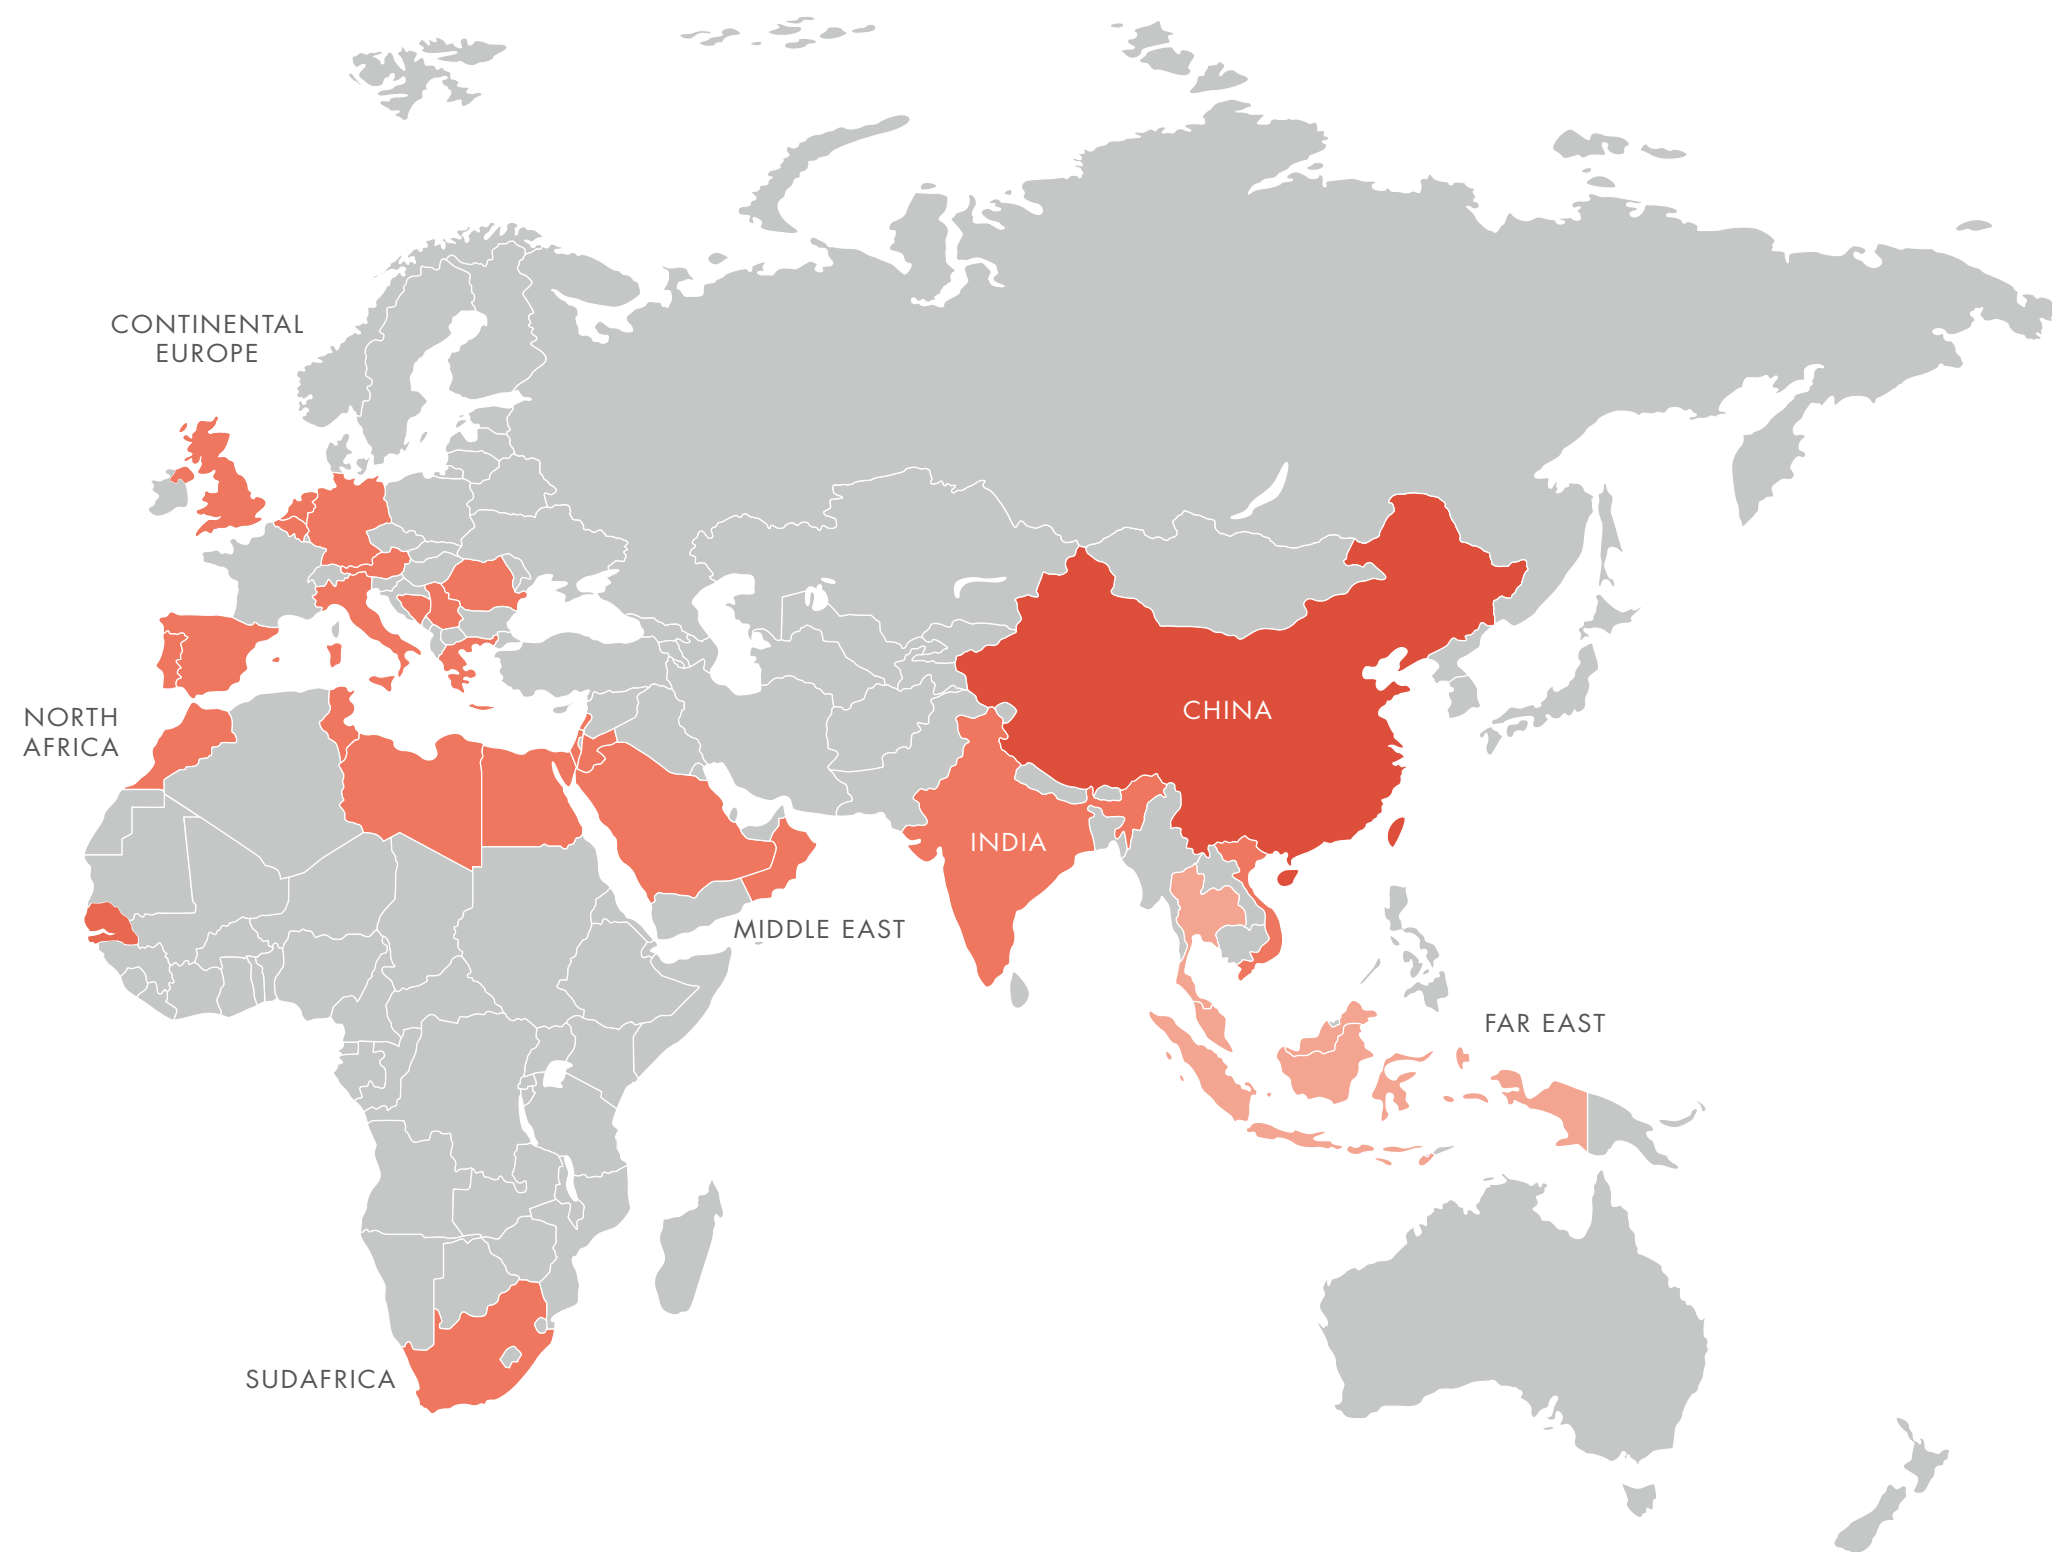 CONTINENTAL
EUROPE
NORTH
AFRICA
CHINA
INDIA
MIDDLE EAST
FAR EAST
SUDAFRICA